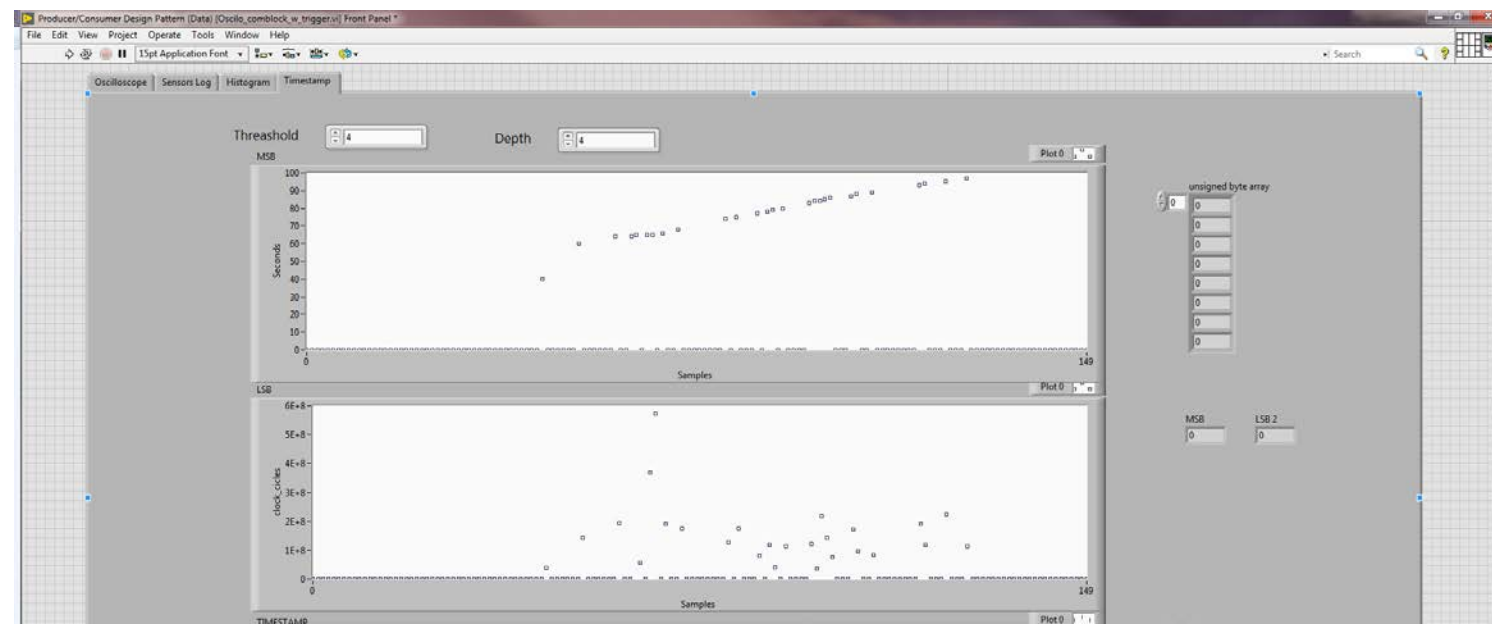 Producer/Consumer Design Pattern (Data) [Oscilo_comblock_w_trigger.vi] Front Panel *
File Edit View Project Operate Tools Window Help
15pt Application Font
Search
Oscilloscope Sensors Log Histogram Timestamp
Threashold 4 Depth 4
MSB Plot 0
100
90
80
70
60
50
40
30
20
10
0
Seconds
0 149
Samples
unsigned byte array
0 0
0
0
0
0
0
0
0
LSB Plot 0
6E+8
5E+8
4E+8
3E+8
2E+8
1E+8
0
clock_cicles
0 149
Samples
MSB LSB 2
0 0
TIMESTAMP Plot 0